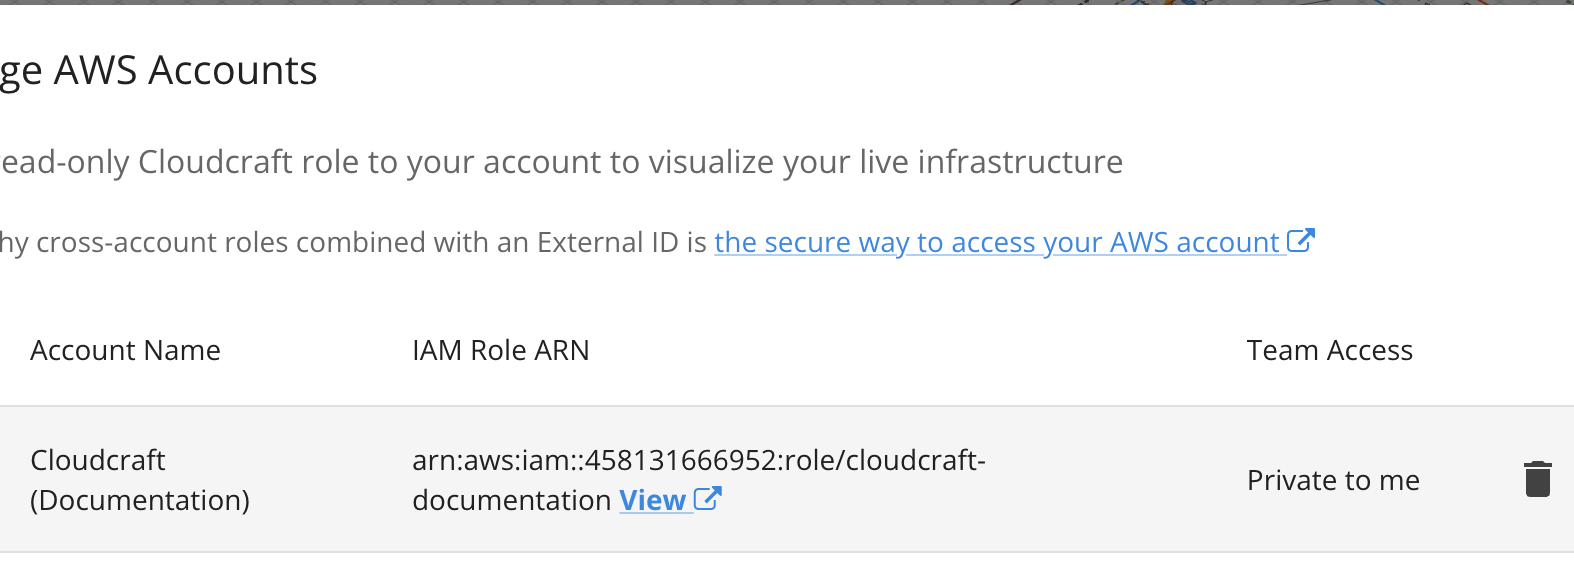 ge AWS Accounts
ead-only Cloudcraft role to your account to visualize your live infrastructure
hy cross-account roles combined with an External ID is the secure way to access your AWS account
Account Name IAM Role ARN Team Access
Cloudcraft (Documentation) arn:aws:iam::458131666952:role/cloudcraft-documentation View Private to me